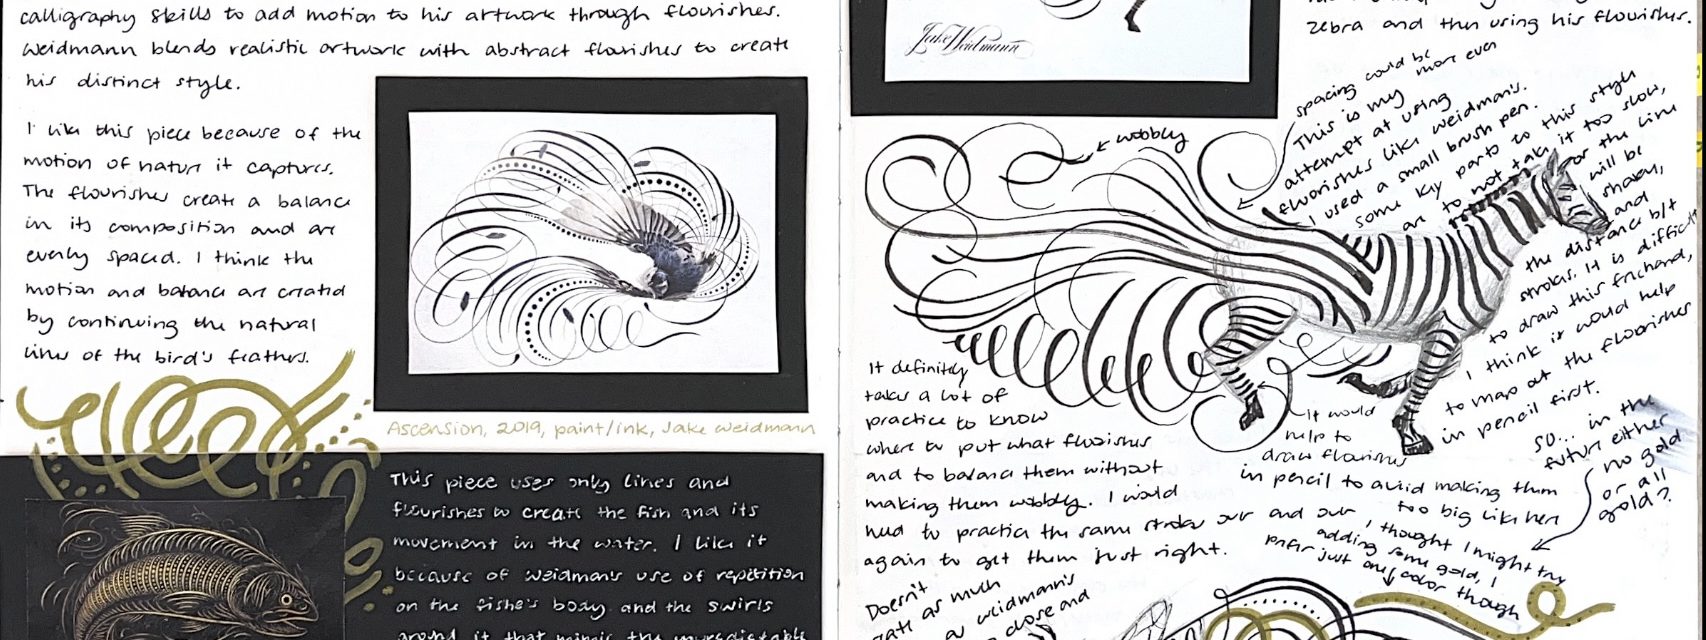 calligraphy skills to add motion to his artwork through flourishes.
Weidmann blends realistic artwork with abstract flourishes to create
his distinct style.
I like this piece because of the
motion of nature it captures.
The flourishes create a balance
in its composition and are
evenly spaced. I think the
motion and balance are created
by continuing the natural
lines of the bird's feathers.
Ascension, 2019, paint/ink, Jake Weidmann
This piece uses only lines and
flourishes to create the fish and its
movement in the water. I like it
because of Weidman's use of repetition
on the fishe's body and the swirls
around it that mimic the unpredictable
Jake Weidmann
zebra and then using his flourishes.
spacing could be
more even
wobbly
This is my
attempt at using
flourishes like weidman's.
I used a small brush pen.
some key parts to this style
are to not take it too slow,
or the line
will be
shaky,
and
the distance b/t
strokes. It is difficult
to draw this freehand,
I think it would help
to map out the flourishes
in pencil first.
It definitely
takes a lot of
practice to know
where to put what flourishes
and to balance them without
making them wobbly. I would
need to practice the same strokes over and over
again to get them just right.
It would
help to
draw flourishes
in pencil to avoid making them
too big like here
so... in the
future either
no gold
or all
gold?
I thought I might try
adding some gold, I
prefer just one color though
Doesn't
as much
as weidmann's
close and